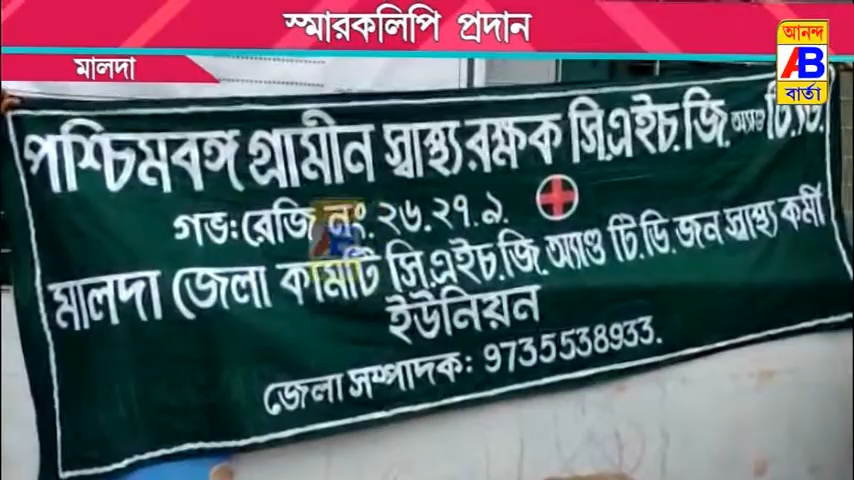 স্মারকলিপি প্রদান
আনন্দ
AB
বার্তা
মালদা
পশ্চিমবঙ্গ গ্রামীন স্বাস্থ্য রক্ষক সি.এইচ.জি. অ্যাণ্ড
গভঃ রেজি নং. ২৬.২৭.৯.
মালদা জেলা কমিটি সি.এইচ.জি. অ্যাণ্ড টি.ডি. জন স্বাস্থ্য কর্মী
ইউনিয়ন
জেলা সম্পাদক: 9735538933.